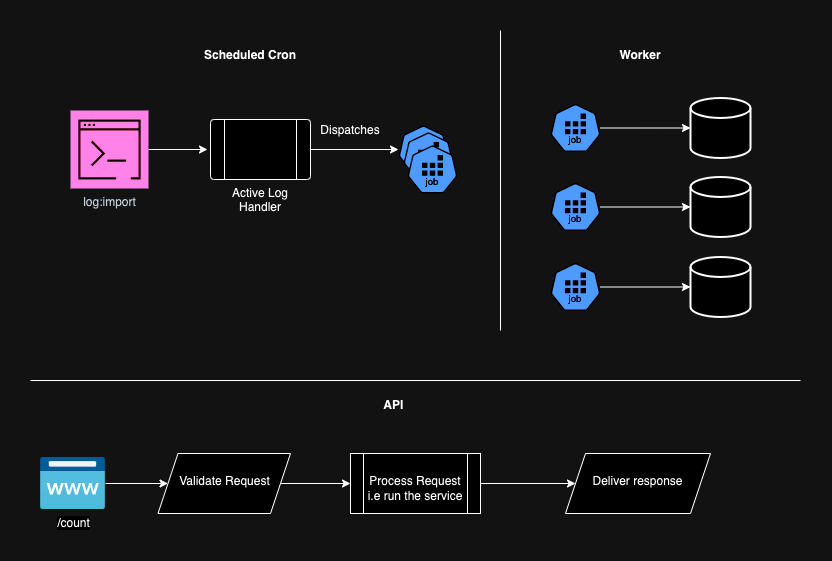 Scheduled Cron
Worker
log:import
Active Log
Handler
Dispatches
job
job
job
job
API
www
/count
Validate Request
Process Request
i.e run the service
Deliver response